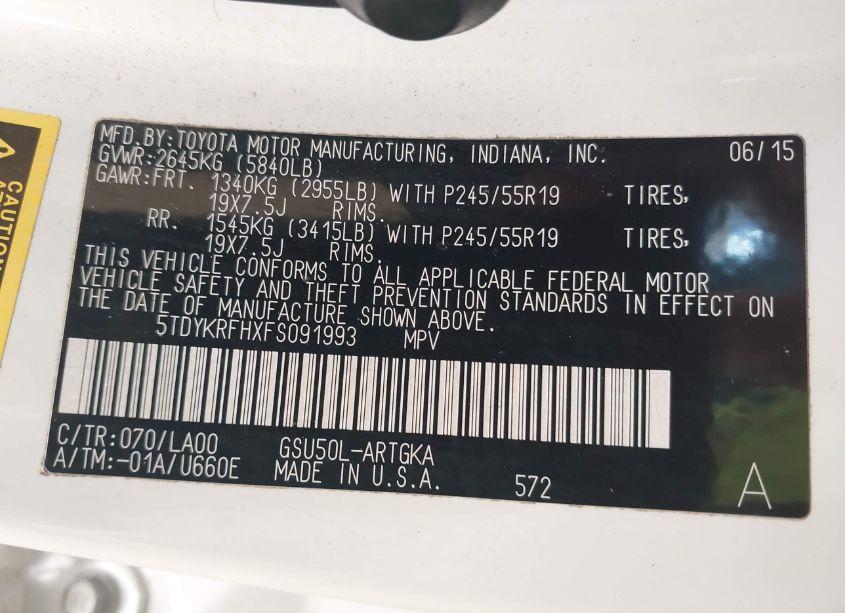 MFD.BY:TOYOTA MOTOR MANUFACTURING, INDIANA, INC. 06/15
GVWR:2645KG (5840LB)
GAWR:FRT. 1340KG (2955LB) WITH P245/55R19 TIRES,
19X7.5J RIMS.
RR. 1545KG (3415LB) WITH P245/55R19 TIRES,
19X7.5J RIMS.
THIS VEHICLE CONFORMS TO ALL APPLICABLE FEDERAL MOTOR
VEHICLE SAFETY AND THEFT PREVENTION STANDARDS IN EFFECT ON
THE DATE OF MANUFACTURE SHOWN ABOVE.
5TDYKRFHXFS091993 MPV
C/TR:070/LA00 GSU50L-ARTGKA
A/TM:-01A/U660E MADE IN U.S.A. 572 A
CAUTION